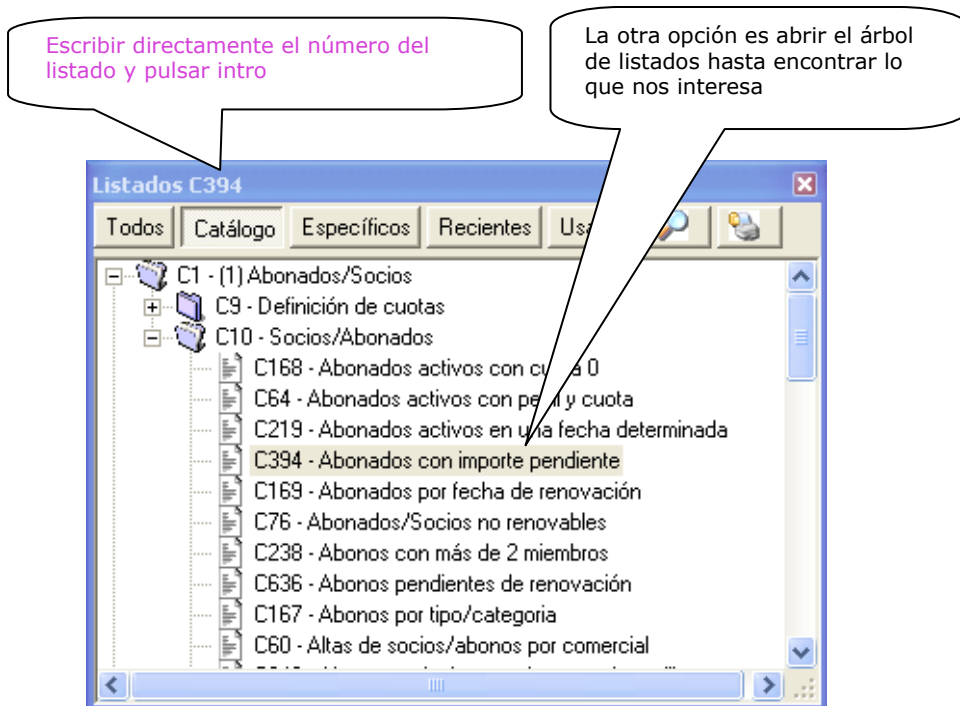 Escribir directamente el número del
listado y pulsar intro
La otra opción es abrir el árbol
de listados hasta encontrar lo
que nos interesa
Listados C394
Todos Catálogo Específicos Recientes
C1 - (1) Abonados/Socios
C9 - Definición de cuotas
C10 - Socios/Abonados
C168 - Abonados activos con cuota 0
C64 - Abonados activos con perfil y cuota
C219 - Abonados activos en una fecha determinada
C394 - Abonados con importe pendiente
C169 - Abonados por fecha de renovación
C76 - Abonados/Socios no renovables
C238 - Abonos con más de 2 miembros
C636 - Abonos pendientes de renovación
C167 - Abonos por tipo/categoria
C60 - Altas de socios/abonos por comercial